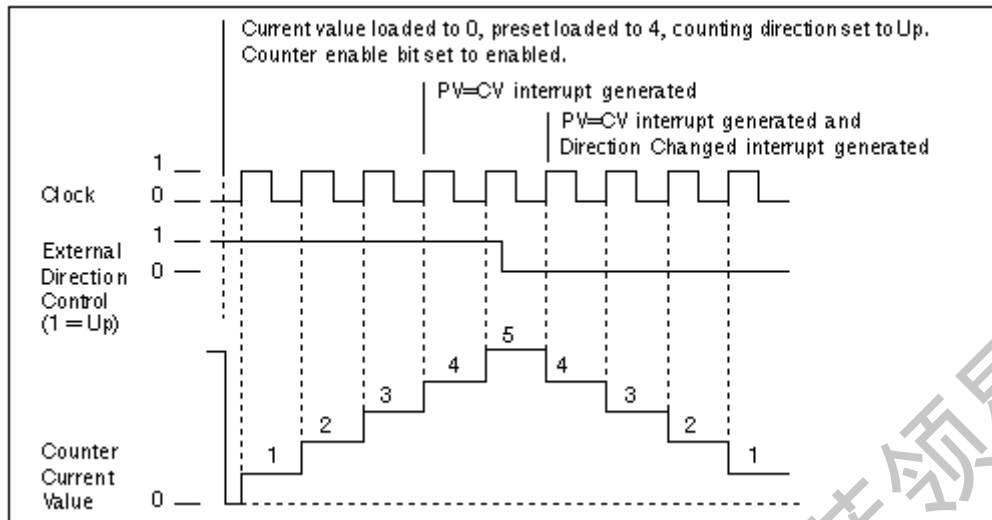 Current value loaded to 0, preset loaded to 4, counting direction set to Up.
Counter enable bit set to enabled.
PV=CV interrupt generated
PV=CV interrupt generated and
Direction Changed interrupt generated
1
Clock 0
1
External
Direction 0
Control
(1 = Up)
5
4 4
3 3
2 2
1 1
Counter
Current
Value 0
领